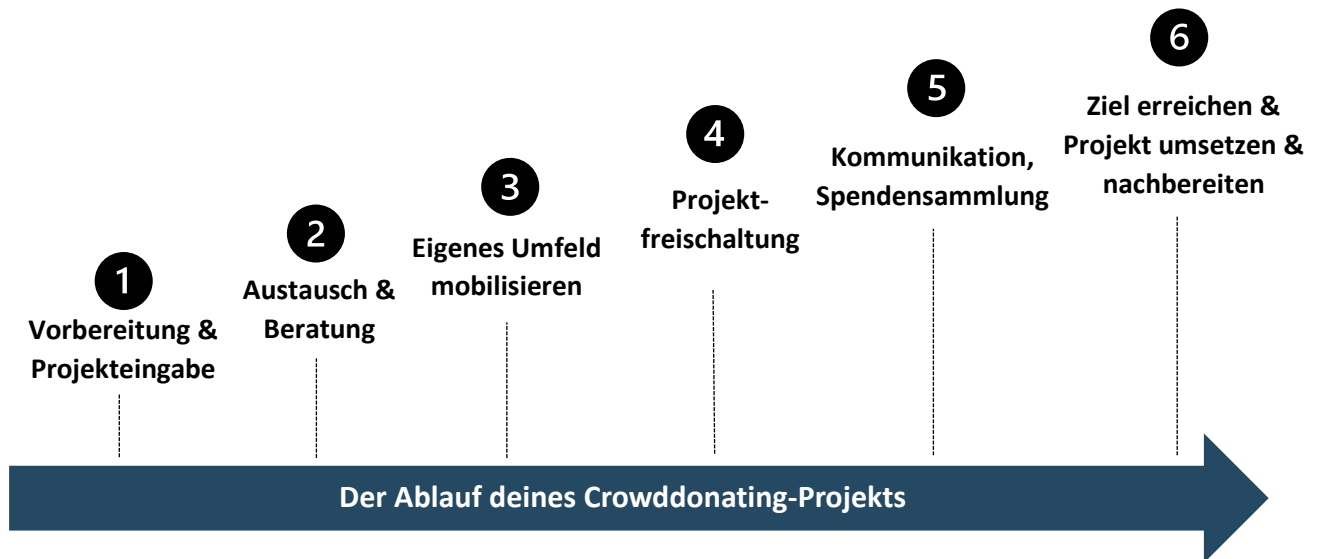 1
Vorbereitung &
Projekteingabe
2
Austausch &
Beratung
3
Eigenes Umfeld
mobilisieren
4
Projekt-
freischaltung
5
Kommunikation,
Spendensammlung
6
Ziel erreichen &
Projekt umsetzen &
nachbereiten
Der Ablauf deines Crowddonating-Projekts